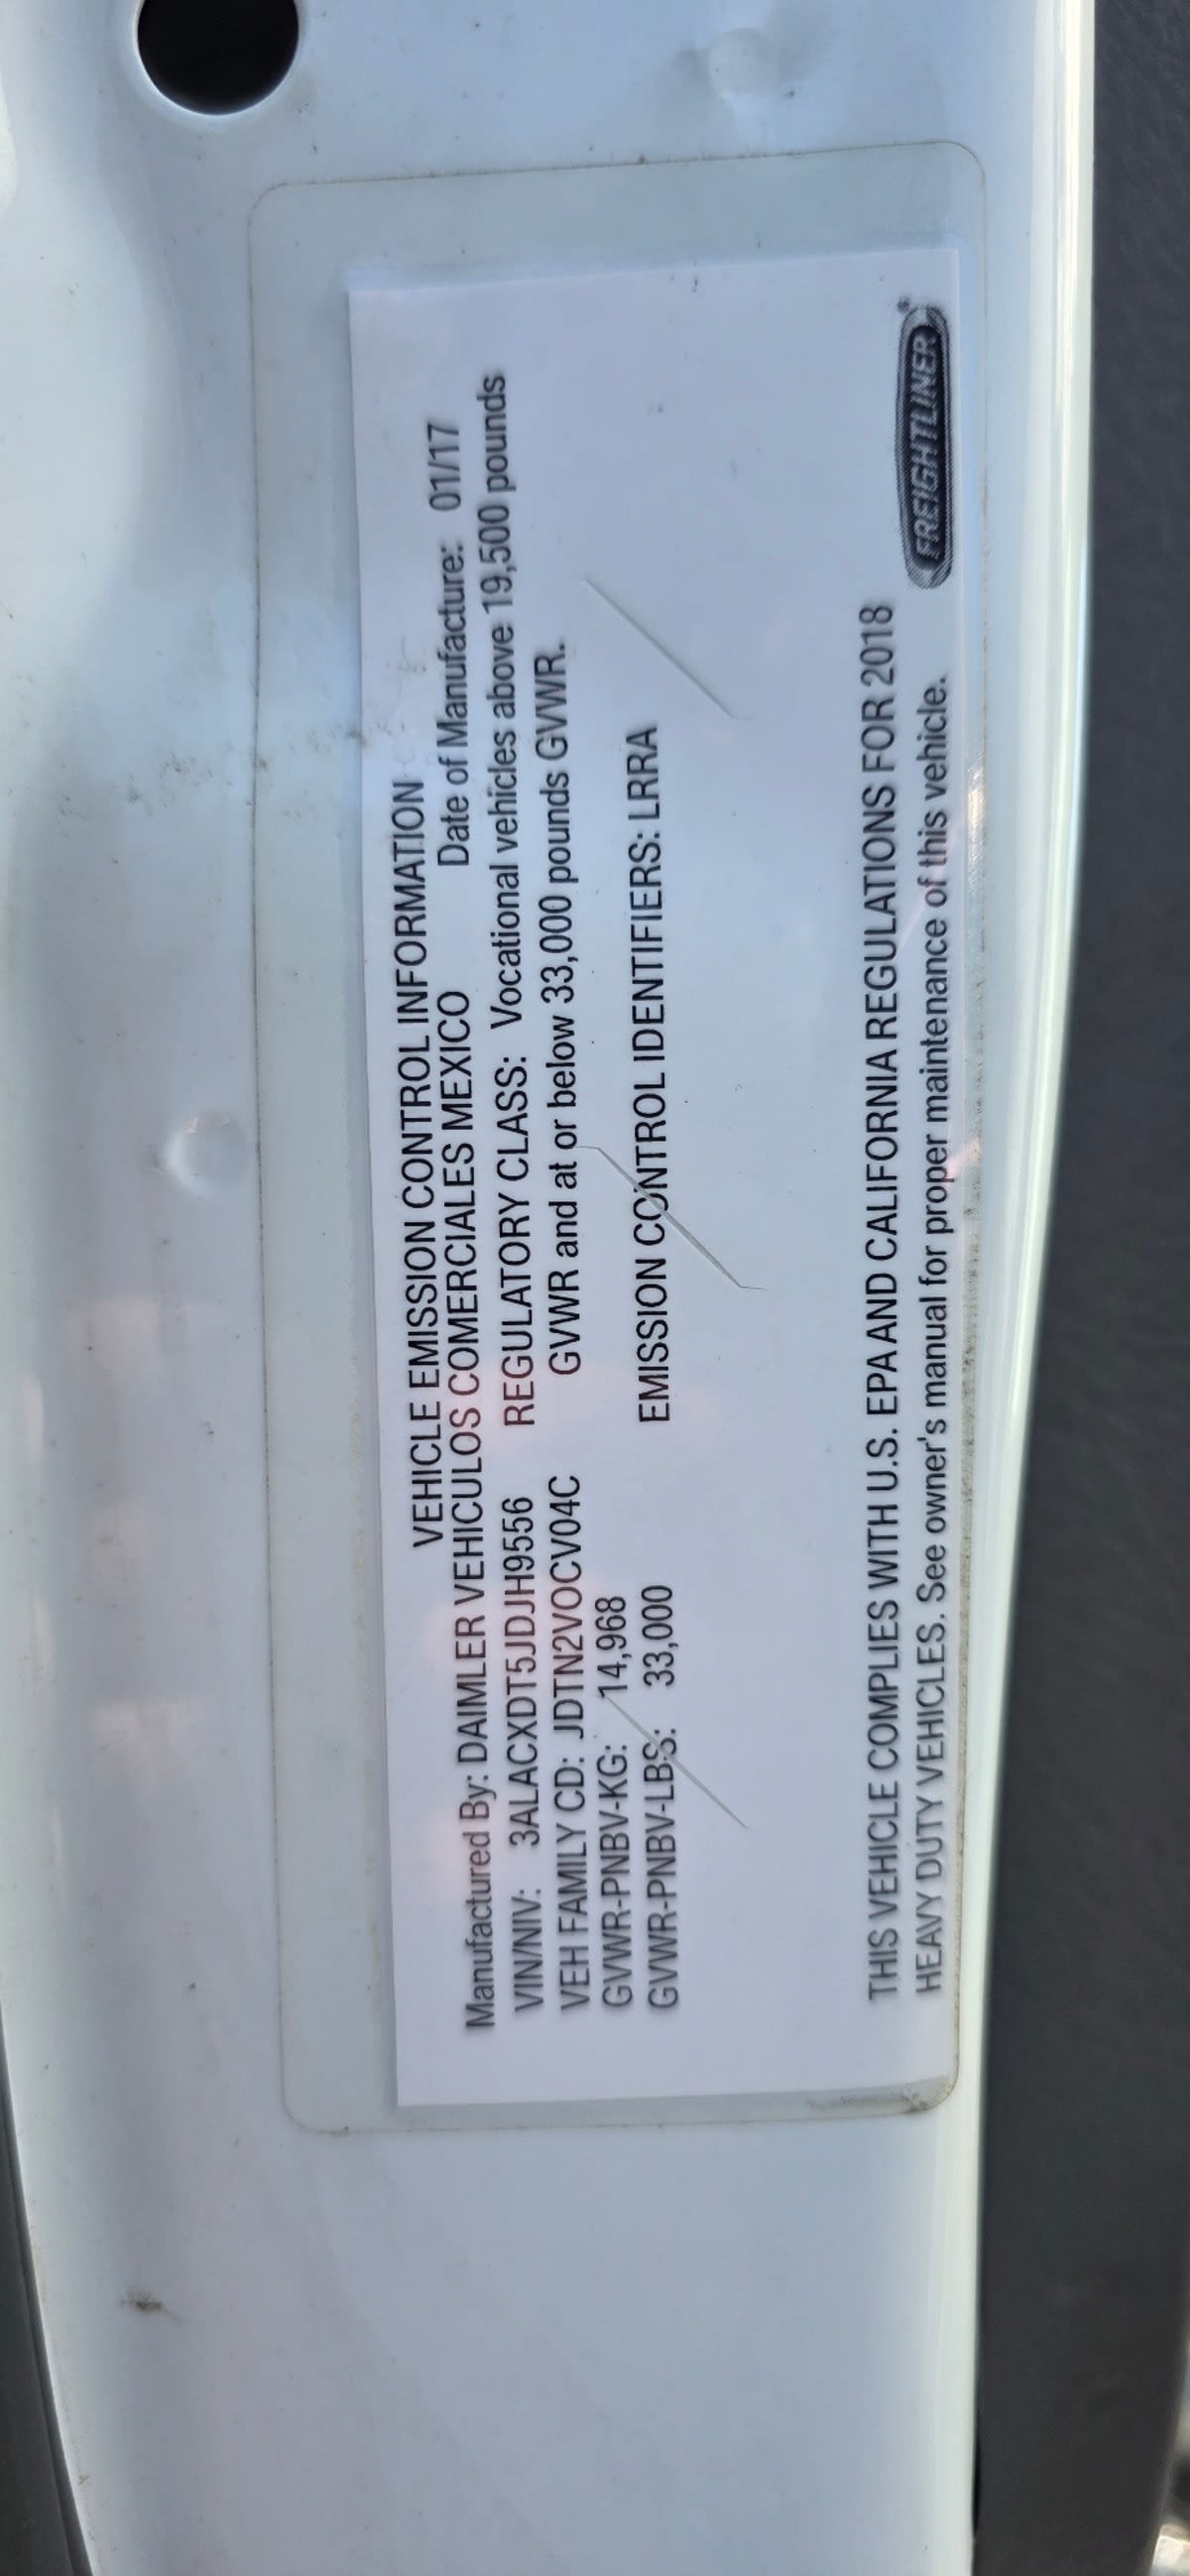 VEHICLE EMISSION CONTROL INFORMATION
Manufactured By: DAIMLER VEHICULOS COMERCIALES MEXICO Date of Manufacture: 01/17
VIN/NIV: 3ALACXDT5JDJH9556 REGULATORY CLASS: Vocational vehicles above 19,500 pounds
VEH FAMILY CD: JDTN2VOCV04C GVWR and at or below 33,000 pounds GVWR.
GVWR-PNBV-KG: 14,968
GVWR-PNBV-LBS: 33,000 EMISSION CONTROL IDENTIFIERS: LRRA
THIS VEHICLE COMPLIES WITH U.S. EPA AND CALIFORNIA REGULATIONS FOR 2018
HEAVY DUTY VEHICLES. See owner's manual for proper maintenance of this vehicle.
FREIGHTLINER